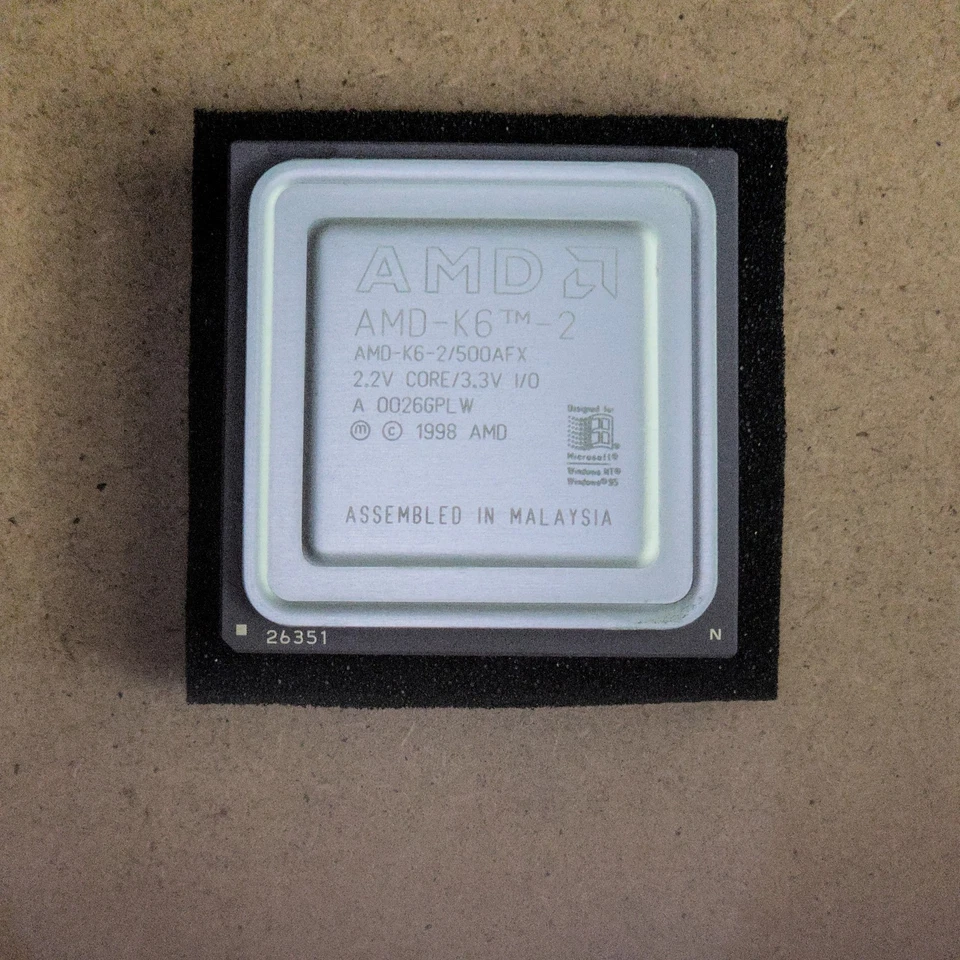 AMD
AMD-K6™-2
AMD-K6-2/500AFX
2.2V CORE/3.3V I/O
A 0026GPLW
ⓜ © 1998 AMD
Designed for
Microsoft®
Windows NT®
Windows®95
ASSEMBLED IN MALAYSIA
26351
N